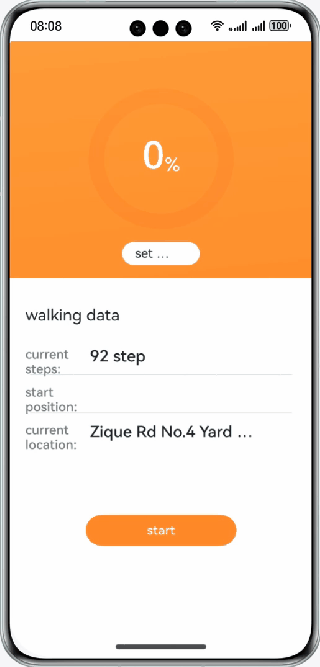 08:08
100
0%
set ...
walking data
current
steps:
92 step
start
position:
current
location:
Zique Rd No.4 Yard ...
start